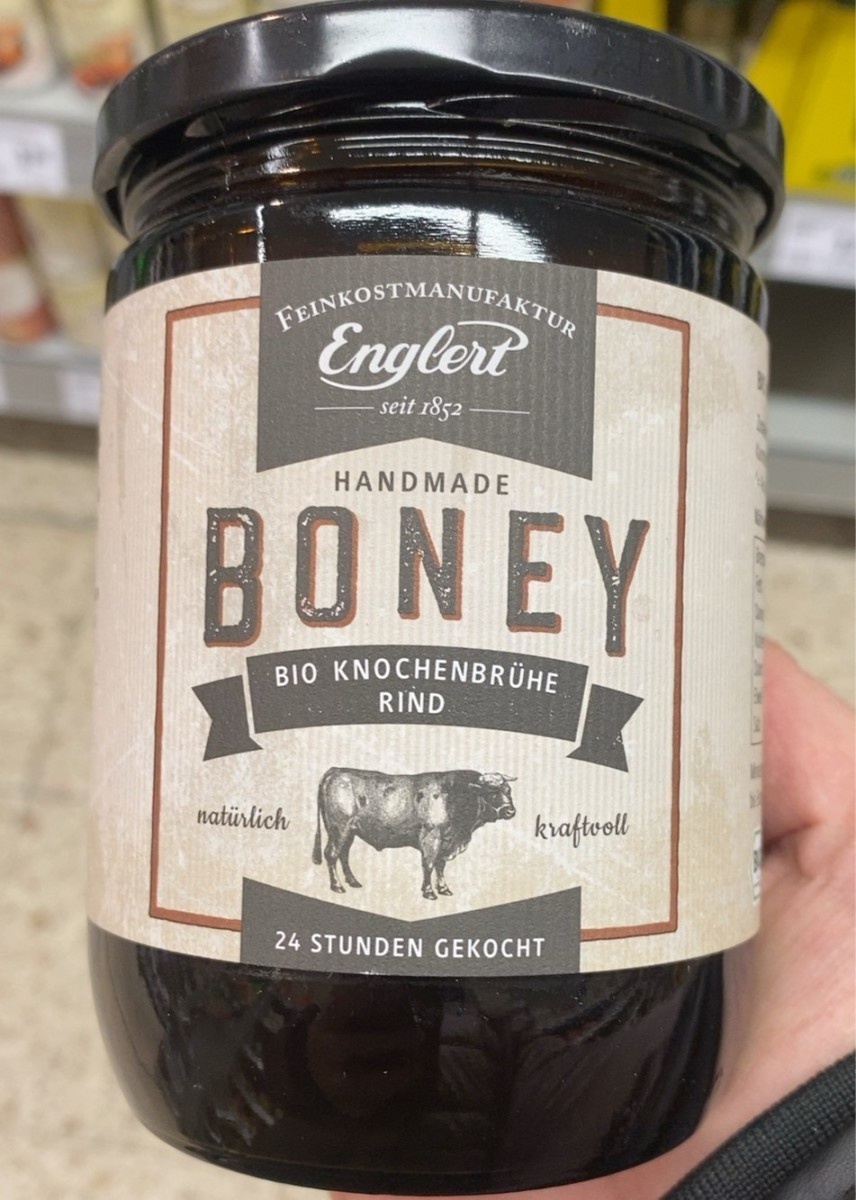 FEINKOSTMANUFAKTUR
Englert
seit 1852
HANDMADE
BONEY
BIO KNOCHENBRÜHE
RIND
natürlich
kraftvoll
24 STUNDEN GEKOCHT